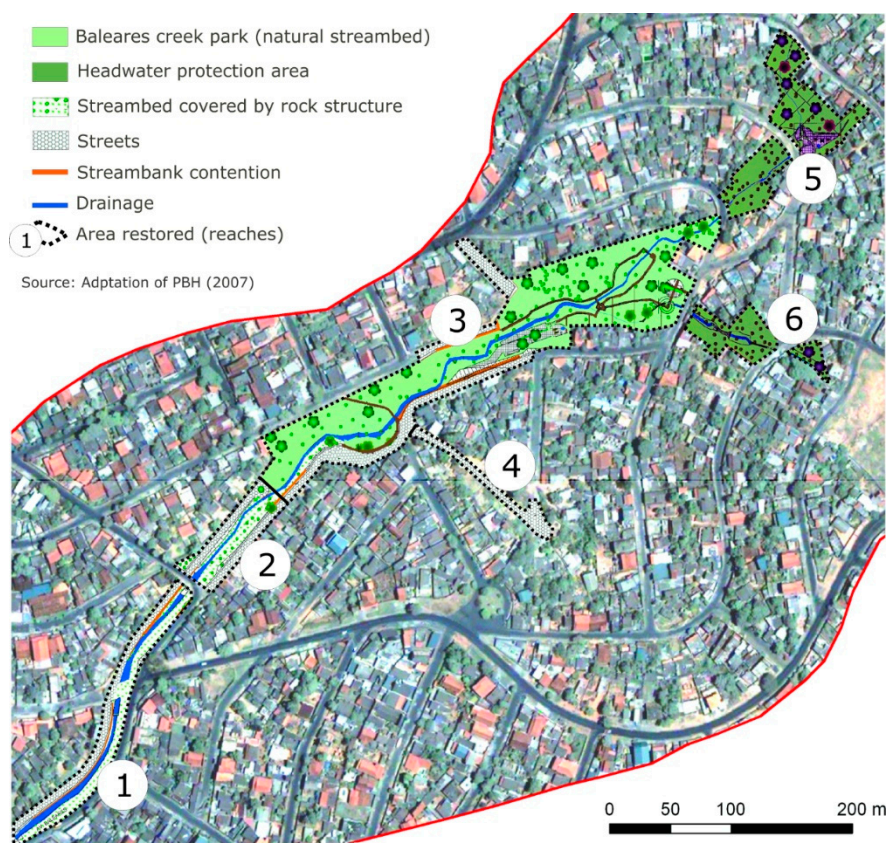 Baleares creek park (natural streambed)
Headwater protection area
Streambed covered by rock structure
Streets
Streambank contention
Drainage
1 Area restored (reaches)
Source: Adptation of PBH (2007)
5
6
3
4
2
1
0 50 100 200 m